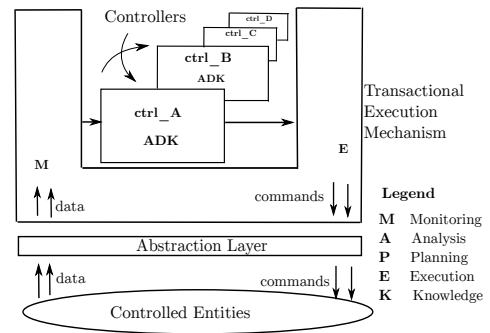 Controllers
ctrl_D
ctrl_C
ctrl_B
ADK
ctrl_A
ADK
Transactional
Execution
Mechanism
M
E
data
commands
Legend
M Monitoring
A Analysis
P Planning
E Execution
K Knowledge
Abstraction Layer
data
commands
Controlled Entities